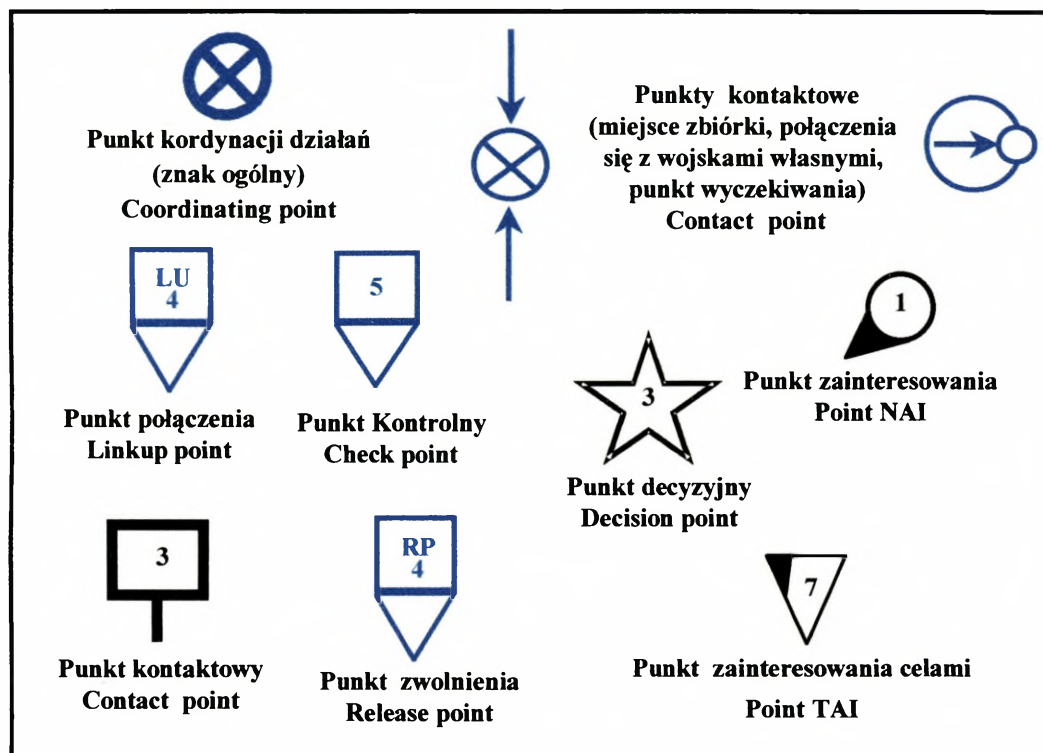 Punkt kordynacji działań
(znak ogólny)
Coordinating point
Punkty kontaktowe
(miejsce zbiórki, połączenia
się z wojskami własnymi,
punkt wyczekiwania)
Contact point
LU
4
Punkt połączenia
Linkup point
5
Punkt Kontrolny
Check point
3
Punkt decyzyjny
Decision point
1
Punkt zainteresowania
Point NAI
3
Punkt kontaktowy
Contact point
RP
4
Punkt zwolnienia
Release point
7
Punkt zainteresowania celami
Point TAI